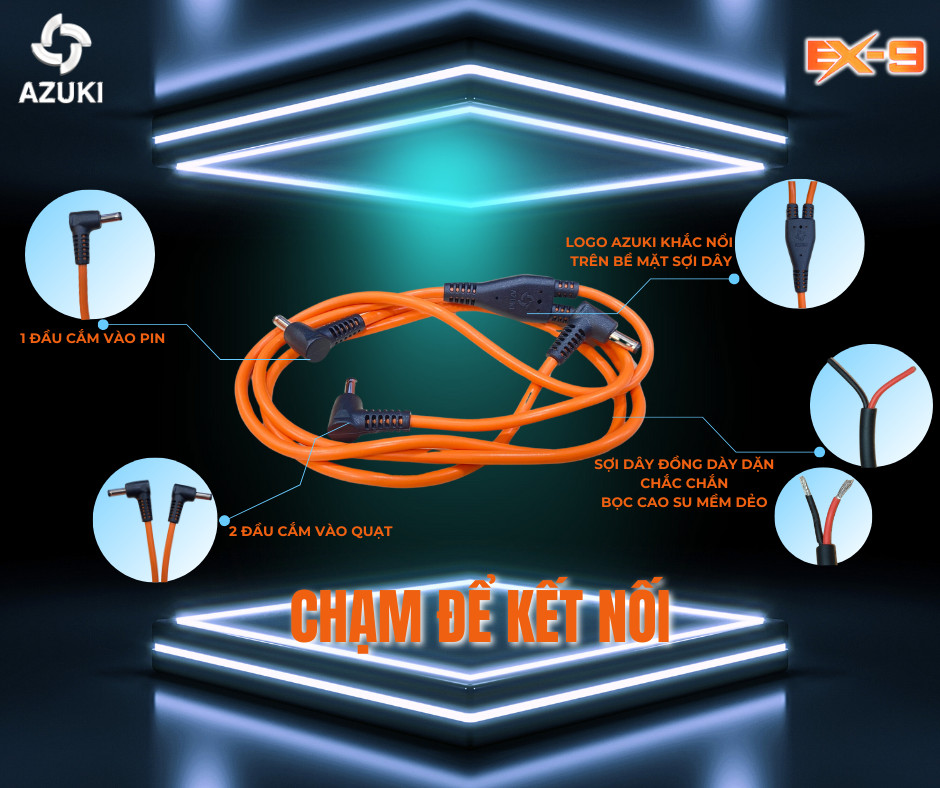 AZUKI
EX-9
LOGO AZUKI KHẮC NỔI
TRÊN BỀ MẶT SỢI DÂY
1 ĐẦU CẮM VÀO PIN
SỢI DÂY ĐỒNG DÀY DẶN
CHẮC CHẮN
BỌC CAO SU MỀM DẺO
2 ĐẦU CẮM VÀO QUẠT
CHẠM ĐỂ KẾT NỐI